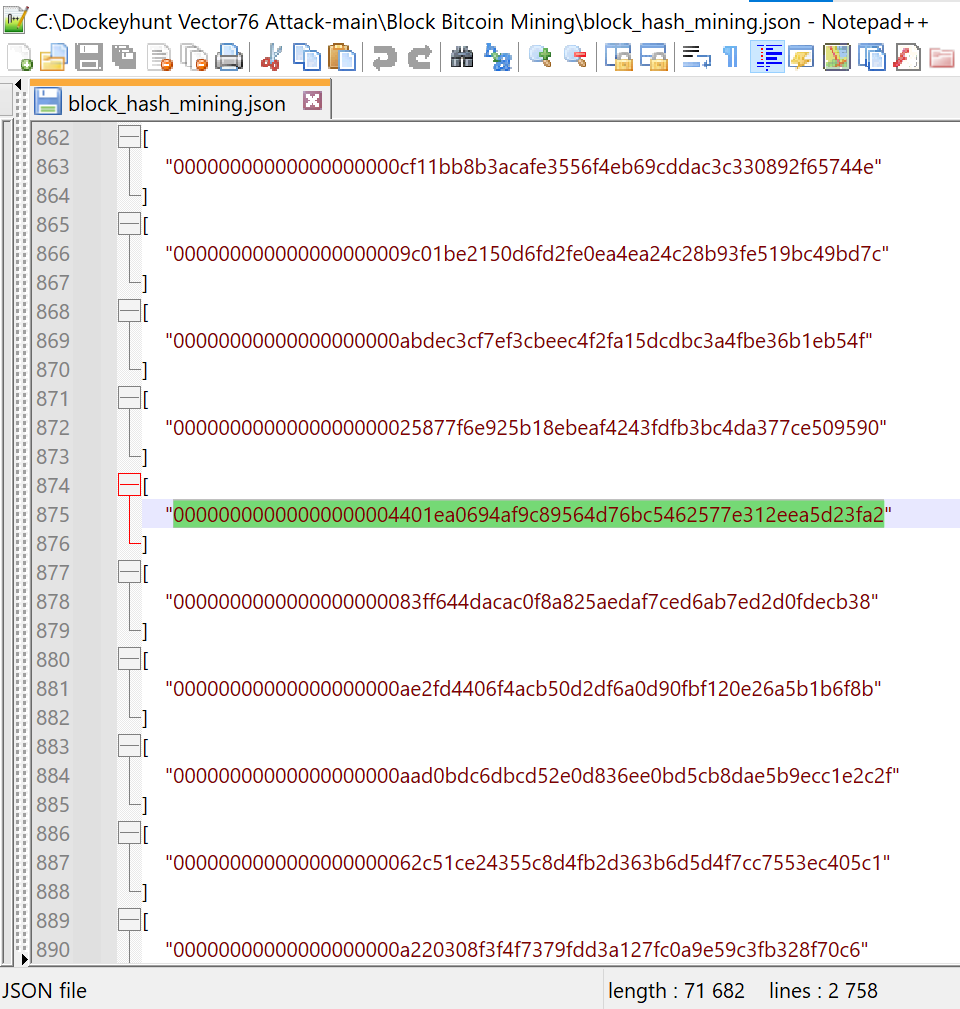 C:\Dockeyhunt Vector76 Attack-main\Block Bitcoin Mining\block_hash_mining.json - Notepad++
block_hash_mining.json
862 [
863 "00000000000000000000cf11bb8b3acafe3556f4eb69cddac3c330892f65744e"
864 ]
865 [
866 "000000000000000000009c01be2150d6fd2fe0ea4ea24c28b93fe519bc49bd7c"
867 ]
868 [
869 "00000000000000000000abdec3cf7ef3cbeec4f2fa15dcdbc3a4fbe36b1eb54f"
870 ]
871 [
872 "0000000000000000000025877f6e925b18ebeaf4243fdfb3bc4da377ce509590"
873 ]
874 [
875 "00000000000000000004401ea0694af9c89564d76bc5462577e312eea5d23fa2"
876 ]
877 [
878 "0000000000000000000083ff644dacac0f8a825aedaf7ced6ab7ed2d0fdecb38"
879 ]
880 [
881 "00000000000000000000ae2fd4406f4acb50d2df6a0d90fbf120e26a5b1b6f8b"
882 ]
883 [
884 "00000000000000000000aad0bdc6dbcd52e0d836ee0bd5cb8dae5b9ecc1e2c2f"
885 ]
886 [
887 "0000000000000000000062c51ce24355c8d4fb2d363b6d5d4f7cc7553ec405c1"
888 ]
889 [
890 "00000000000000000000a220308f3f4f7379fdd3a127fc0a9e59c3fb328f70c6"
JSON file length : 71 682 lines : 2 758